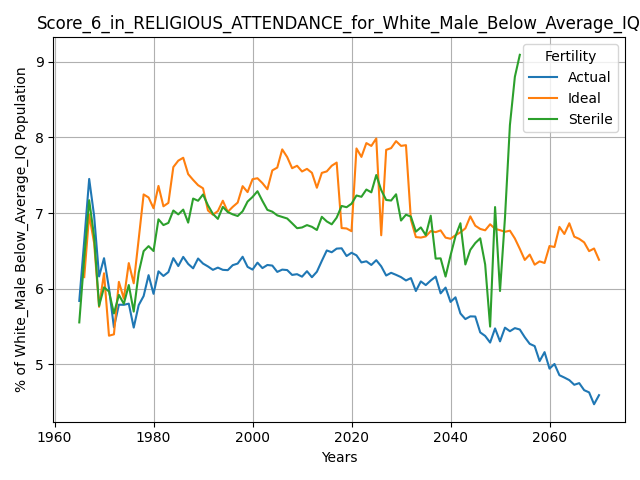 Score_6_in_RELIGIOUS_ATTENDANCE_for_White_Male_Below_Average_IQ
% of White_Male Below_Average_IQ Population
9
8
7
6
5
Fertility
Actual
Ideal
Sterile
1960 1980 2000 2020 2040 2060
Years